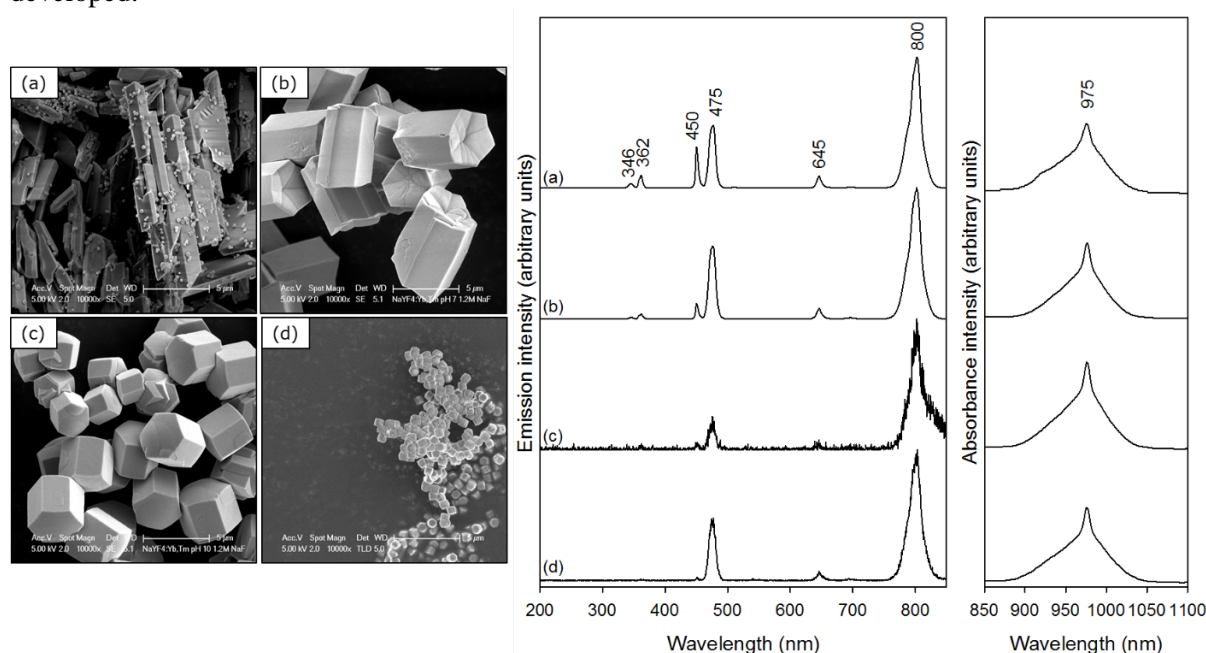 developed.
(a)
Acc.V Spot Magn Det WD
5.00 kV 2.0 10000x SE 5.0
5 µm
(b)
Acc.V Spot Magn Det WD
5.00 kV 2.0 10000x SE 5.1 NaYF4:Yb,Tm pH 7 1.2M NaF
5 µm
(c)
Acc.V Spot Magn Det WD
5.00 kV 2.0 10000x SE 5.1 NaYF4:Yb,Tm pH 10 1.2M NaF
5 µm
(d)
Acc.V Spot Magn Det WD
5.00 kV 2.0 10000x TLD 5.0
5 µm
Emission intensity (arbitrary units)
346
362
450
475
645
800
(a)
(b)
(c)
(d)
200 300 400 500 600 700 800
Wavelength (nm)
Absorbance intensity (arbitrary units)
975
850 900 950 1000 1050 1100
Wavelength (nm)